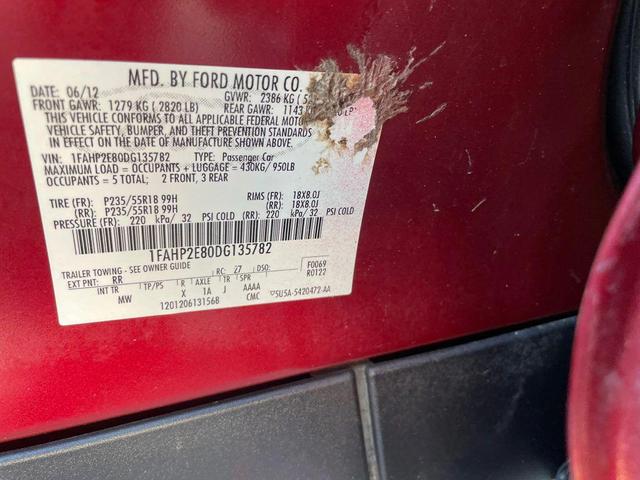 MFD. BY FORD MOTOR CO.
DATE: 06/12 GVWR: 2386 KG ( 5
FRONT GAWR: 1279 KG ( 2820 LB) REAR GAWR: 1143 LB)
THIS VEHICLE CONFORMS TO ALL APPLICABLE FEDERAL MOTOR
VEHICLE SAFETY, BUMPER, AND THEFT PREVENTION STANDARDS
IN EFFECT ON THE DATE OF MANUFACTURE SHOWN ABOVE.
VIN: 1FAHP2E80DG135782 TYPE: Passenger Car
MAXIMUM LOAD = OCCUPANTS + LUGGAGE = 430KG/ 950LB
OCCUPANTS = 5 TOTAL; 2 FRONT, 3 REAR
TIRE (FR): P235/55R18 99H RIMS (FR): 18X8.0J
(RR): P235/55R18 99H (RR): 18X8.0J
PRESSURE (FR): 220 kPa/ 32 PSI COLD (RR): 220 kPa/ 32 PSI COLD
1FAHP2E80DG135782
TRAILER TOWING - SEE OWNER GUIDE
EXT PNT: RR RC: 27 DSO: F0069
INT TR TP/PS R AXLE TR SPR R0122
MW X 1A J AAAA
1201206131568 CMC 5U5A-5420472-AA